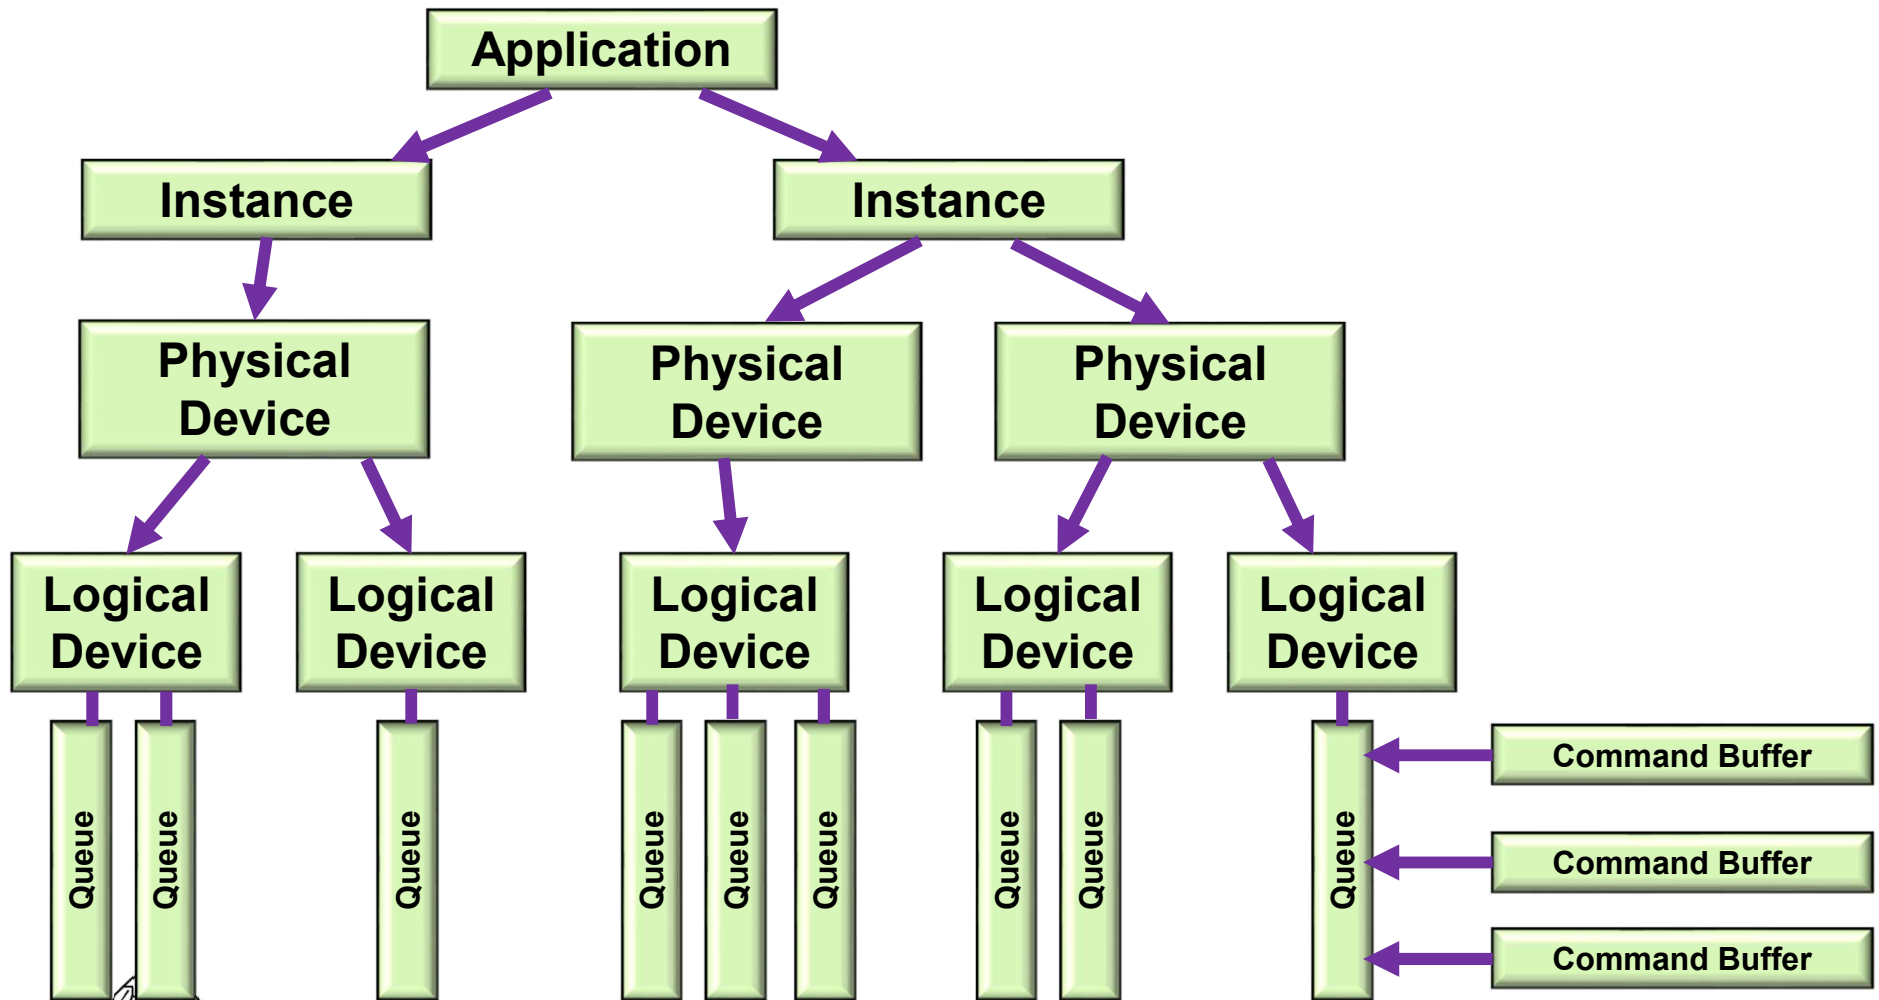 Application
Instance
Instance
Physical
Device
Physical
Device
Physical
Device
Logical
Device
Logical
Device
Logical
Device
Logical
Device
Logical
Device
Queue
Queue
Queue
Queue
Queue
Queue
Queue
Queue
Queue
Command Buffer
Command Buffer
Command Buffer